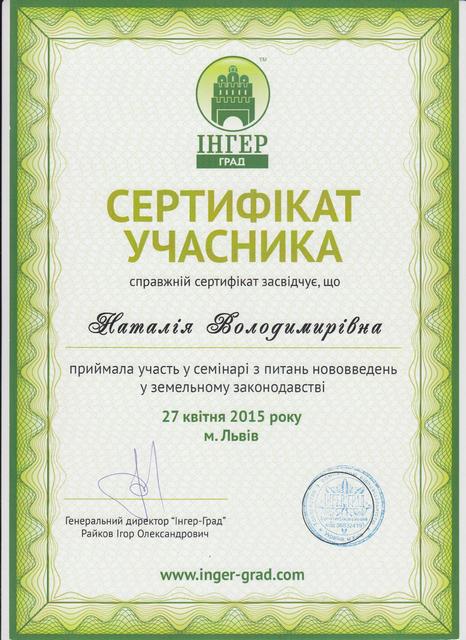 TM
ІНГЕР
ГРАД
СЕРТИФІКАТ
УЧАСНИКА
справжній сертифікат засвідчує, що
Наталія Володимирівна
приймала участь у семінарі з питань нововведень
у земельному законодавстві
27 квітня 2015 року
м. Львів
Генеральний директор “Інгер-Град”
Райков Ігор Олександрович
www.inger-grad.com